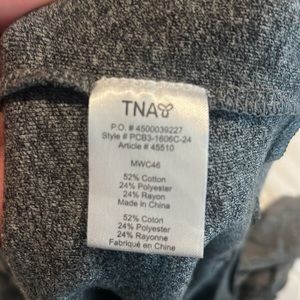 TNA
P.O. # 4500039227
Style # PCB3-1606C-24
Article # 45510
MWC46
52% Cotton
24% Polyester
24% Rayon
Made in China
52% Coton
24% Polyester
24% Rayonne
Fabriqué en Chine